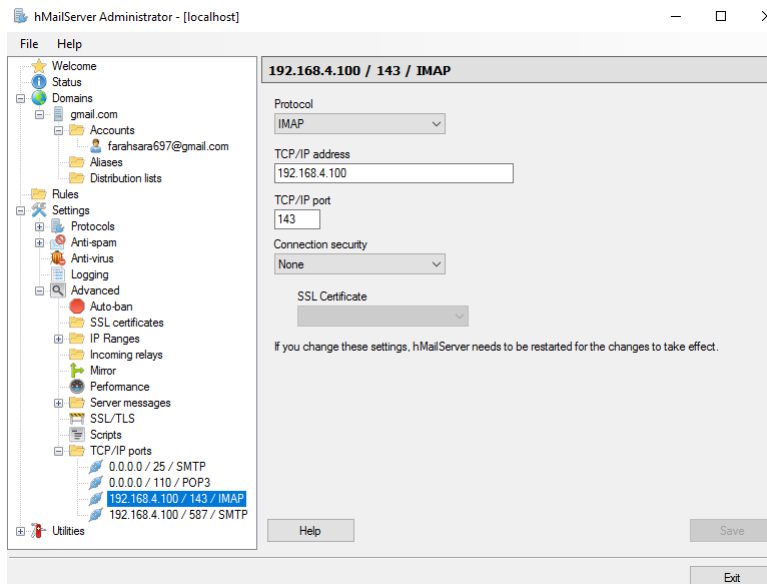 hMailServer Administrator - [localhost]
File Help
Welcome
Status
Domains
gmail.com
Accounts
farahsara697@gmail.com
Aliases
Distribution lists
Rules
Settings
Protocols
Anti-spam
Anti-virus
Logging
Advanced
Auto-ban
SSL certificates
IP Ranges
Incoming relays
Mirror
Performance
Server messages
SSL/TLS
Scripts
TCP/IP ports
0.0.0.0 / 25 / SMTP
0.0.0.0 / 110 / POP3
192.168.4.100 / 143 / IMAP
192.168.4.100 / 587 / SMTP
Utilities
192.168.4.100 / 143 / IMAP
Protocol
IMAP
TCP/IP address
192.168.4.100
TCP/IP port
143
Connection security
None
SSL Certificate
If you change these settings, hMailServer needs to be restarted for the changes to take effect.
Help Save
Exit